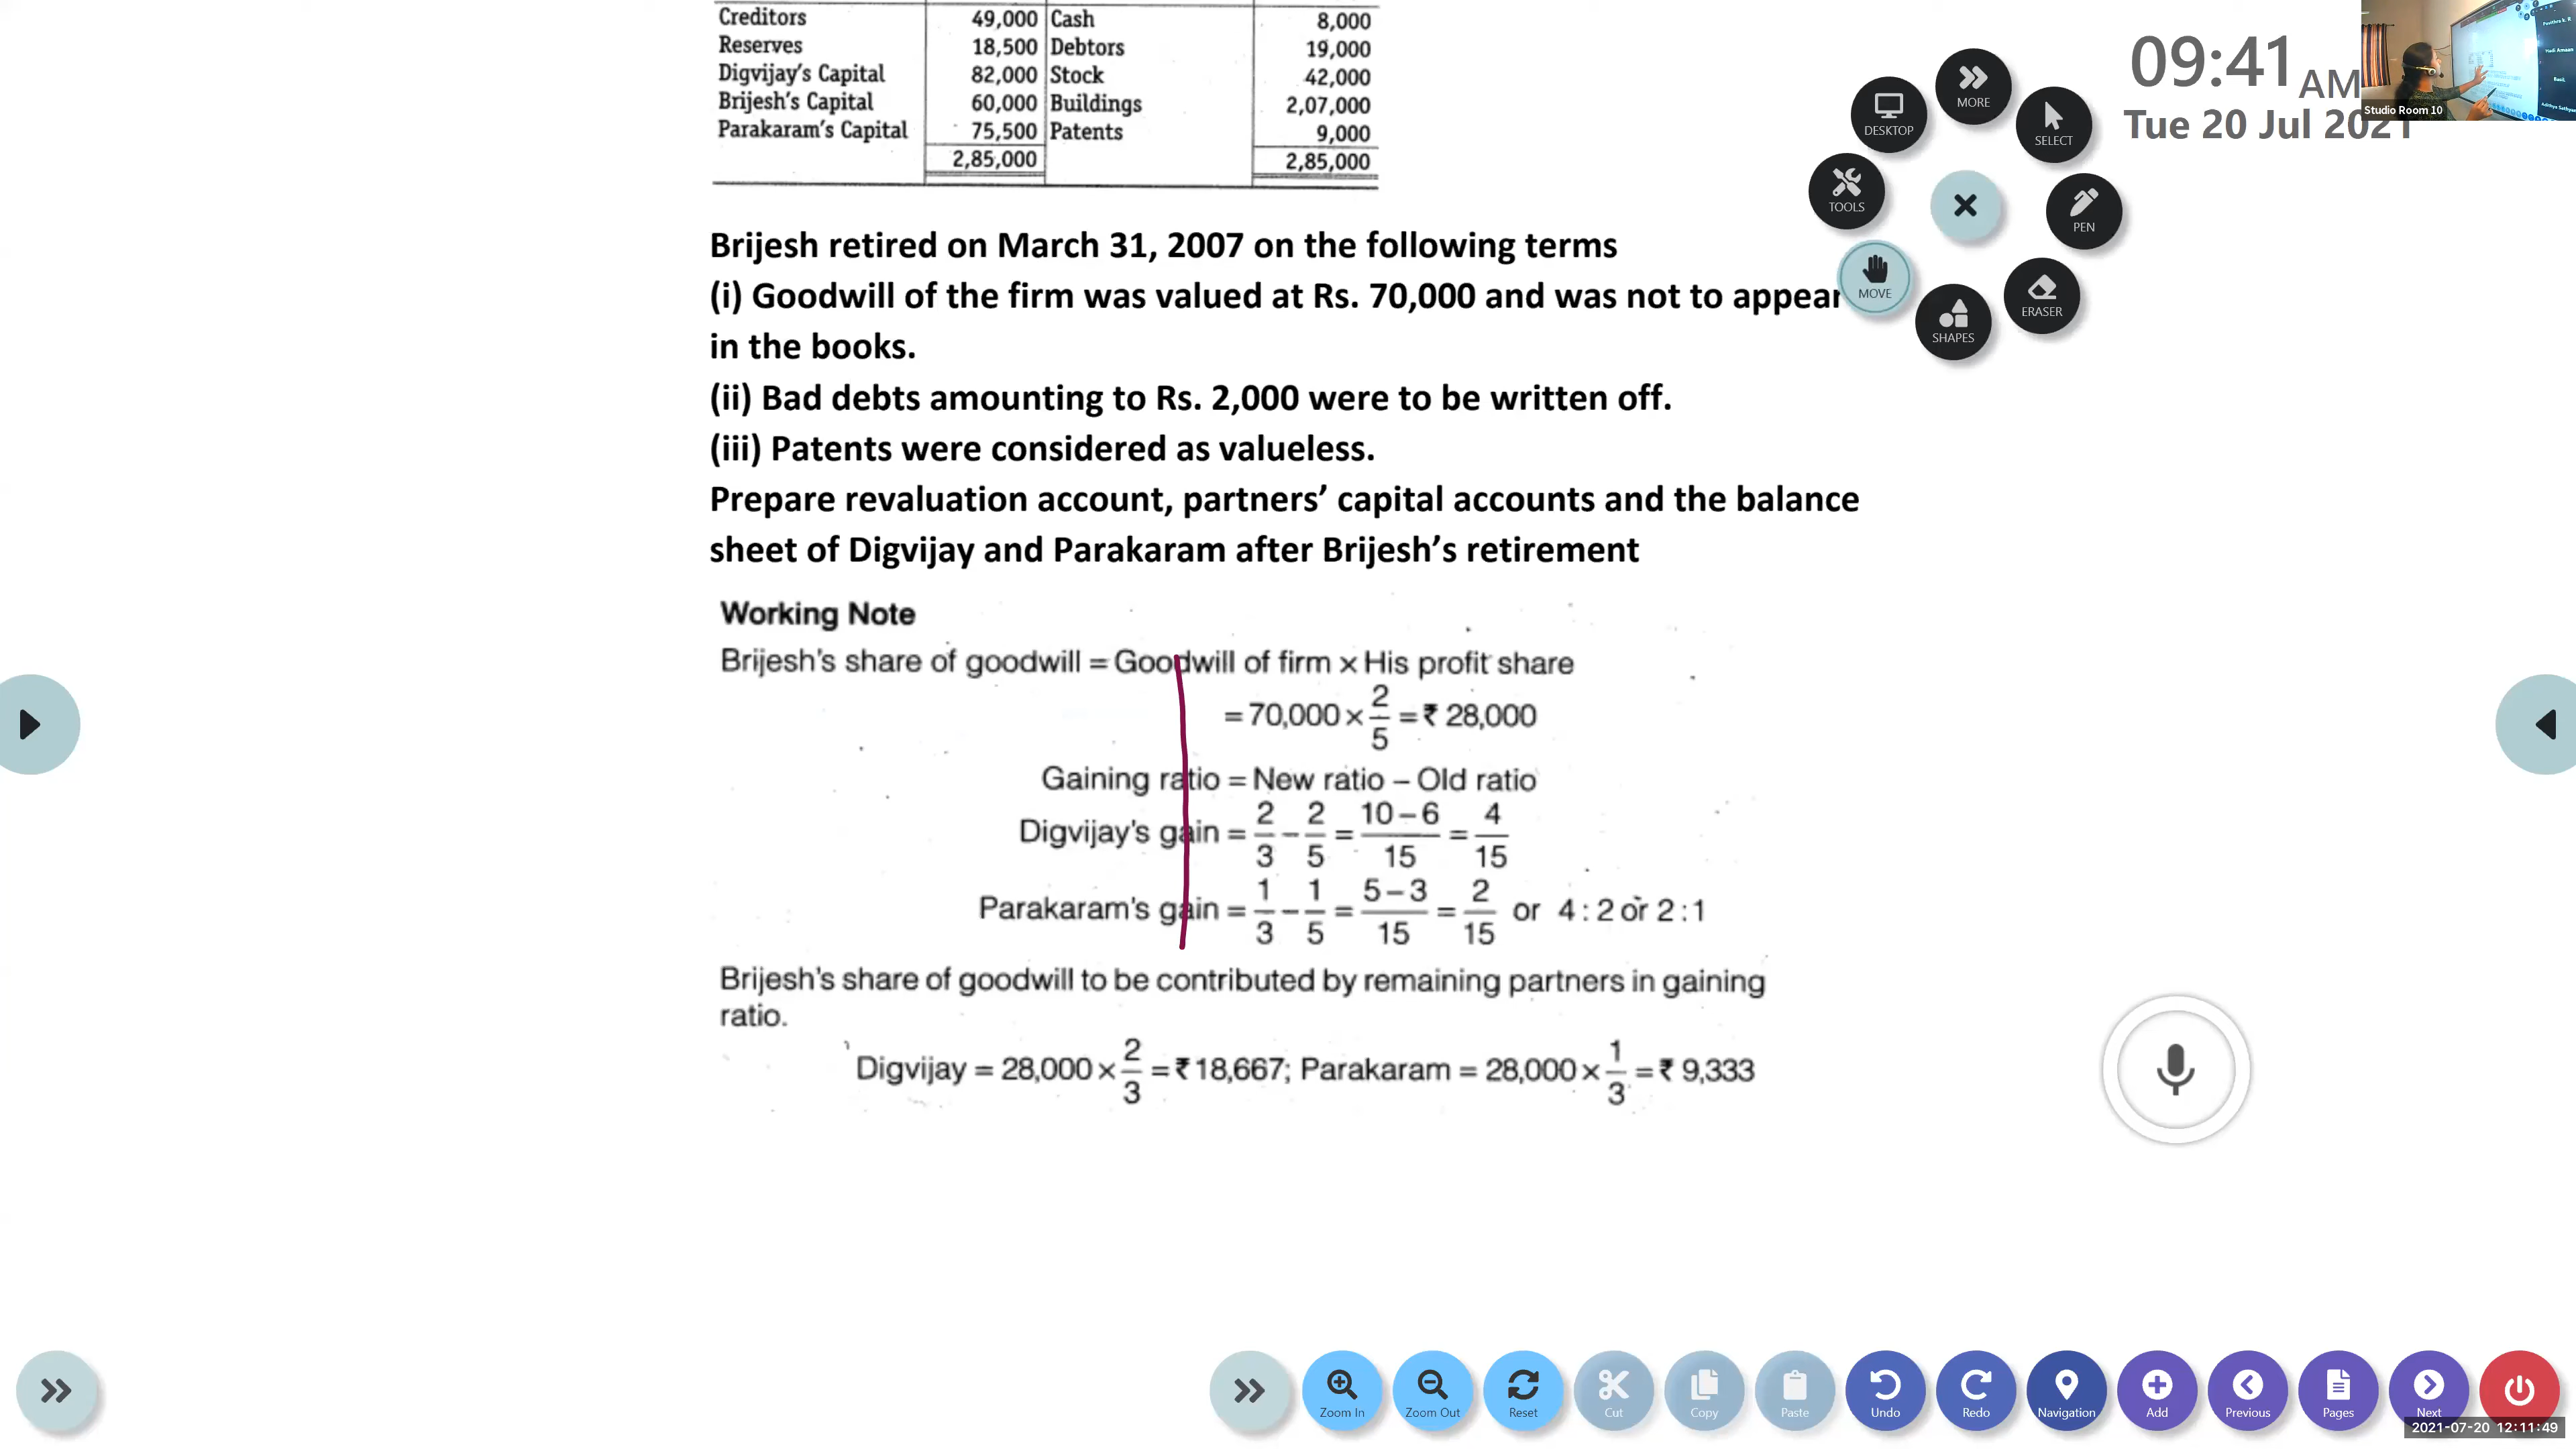 Creditors 49,000 Cash 8,000
Reserves 18,500 Debtors 19,000
Digvijay's Capital 82,000 Stock 42,000
Brijesh's Capital 60,000 Buildings 2,07,000
Parakaram's Capital 75,500 Patents 9,000
2,85,000 2,85,000
Brijesh retired on March 31, 2007 on the following terms
(i) Goodwill of the firm was valued at Rs. 70,000 and was not to appear
in the books.
(ii) Bad debts amounting to Rs. 2,000 were to be written off.
(iii) Patents were considered as valueless.
Prepare revaluation account, partners’ capital accounts and the balance
sheet of Digvijay and Parakaram after Brijesh’s retirement
Working Note
Brijesh's share of goodwill = Goodwill of firm × His profit share
= 70,000 × 2/5 = ₹ 28,000
Gaining ratio = New ratio – Old ratio
Digvijay's gain = 2/3 – 2/5 = 10 – 6/15 = 4/15
Parakaram's gain = 1/3 – 1/5 = 5 – 3/15 = 2/15 or 4 : 2 or 2 : 1
Brijesh's share of goodwill to be contributed by remaining partners in gaining
ratio.
Digvijay = 28,000 × 2/3 = ₹ 18,667; Parakaram = 28,000 × 1/3 = ₹ 9,333
09:41 AM
Tue 20 Jul 2021
Studio Room 10
MORE
DESKTOP
SELECT
TOOLS
PEN
MOVE
ERASER
SHAPES
Zoom In
Zoom Out
Reset
Cut
Copy
Paste
Undo
Redo
Navigation
Add
Previous
Pages
Next
2021-07-20 12:11:49